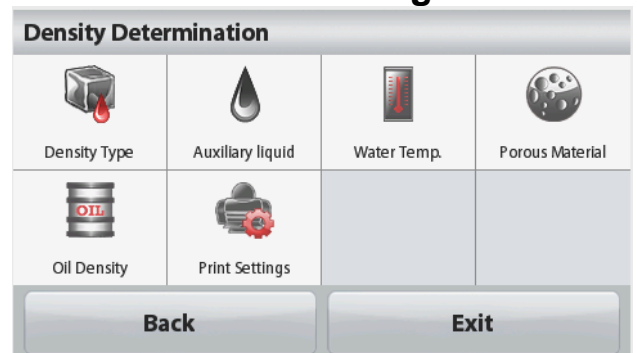 Density Determination
Density Type
Auxiliary liquid
Water Temp.
Porous Material
OIL
Oil Density
Print Settings
Back
Exit